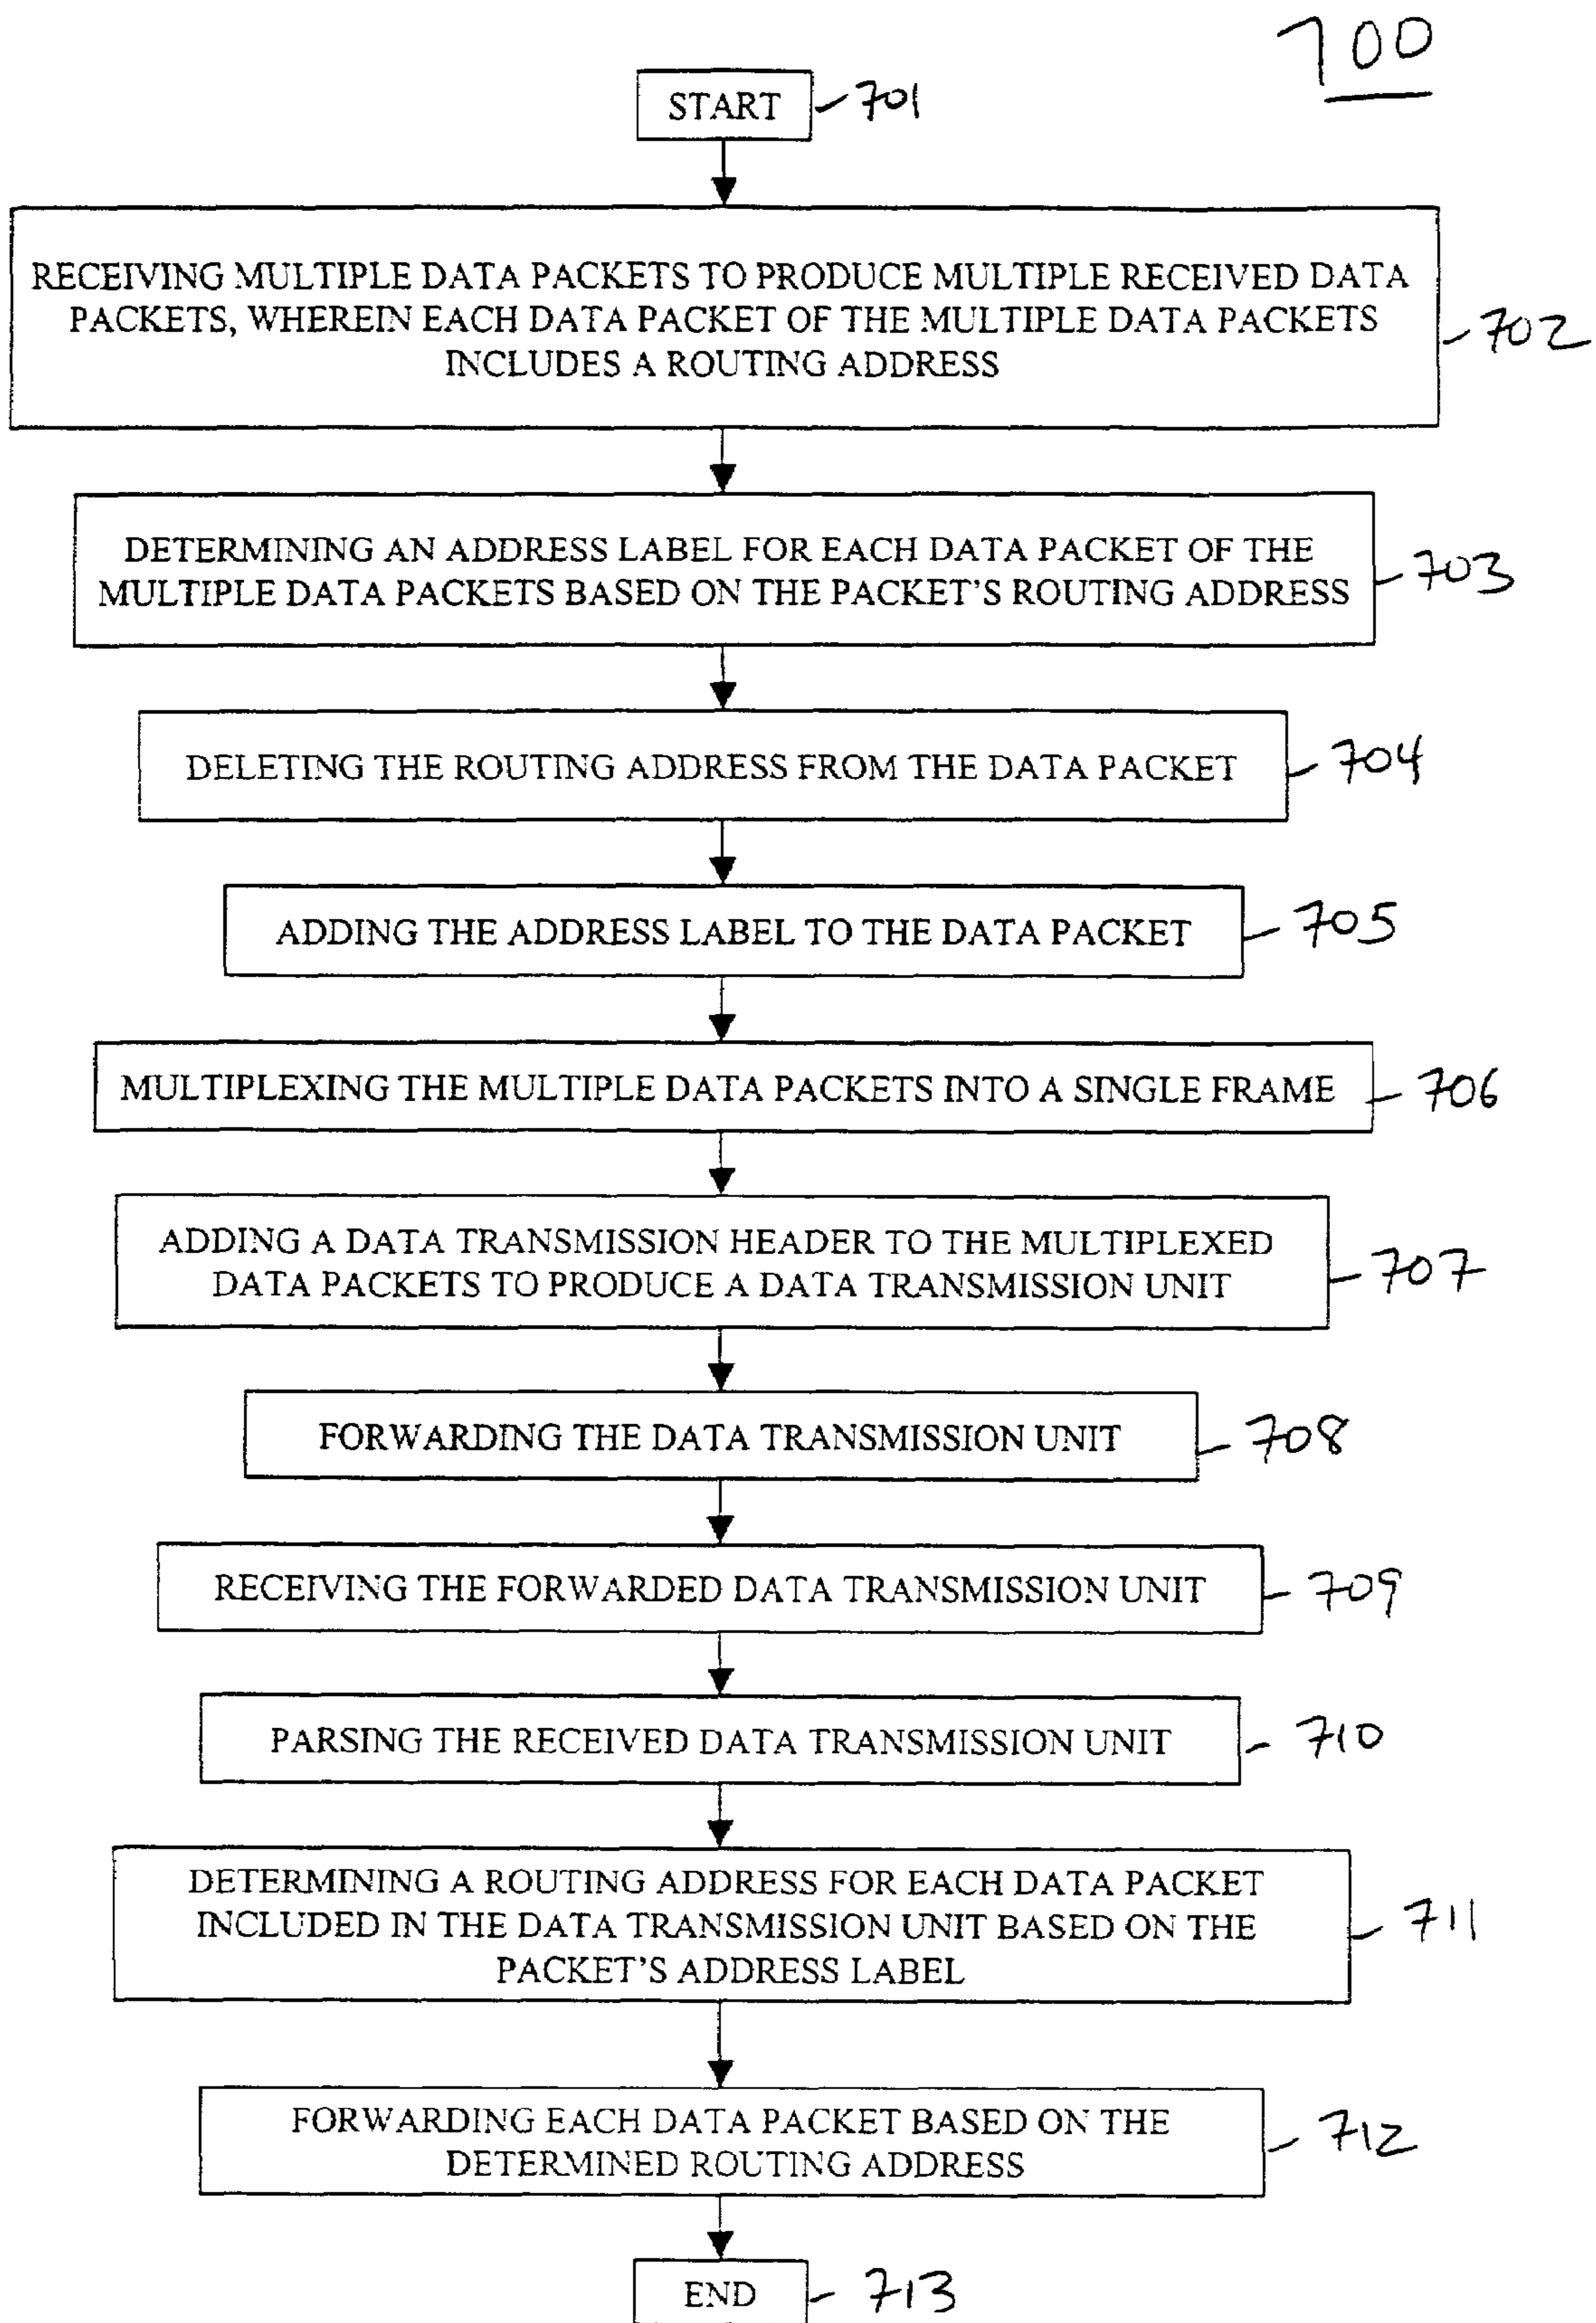 700
START 701
RECEIVING MULTIPLE DATA PACKETS TO PRODUCE MULTIPLE RECEIVED DATA
PACKETS, WHEREIN EACH DATA PACKET OF THE MULTIPLE DATA PACKETS
INCLUDES A ROUTING ADDRESS
702
DETERMINING AN ADDRESS LABEL FOR EACH DATA PACKET OF THE
MULTIPLE DATA PACKETS BASED ON THE PACKET'S ROUTING ADDRESS
703
DELETING THE ROUTING ADDRESS FROM THE DATA PACKET 704
ADDING THE ADDRESS LABEL TO THE DATA PACKET 705
MULTIPLEXING THE MULTIPLE DATA PACKETS INTO A SINGLE FRAME 706
ADDING A DATA TRANSMISSION HEADER TO THE MULTIPLEXED
DATA PACKETS TO PRODUCE A DATA TRANSMISSION UNIT
707
FORWARDING THE DATA TRANSMISSION UNIT 708
RECEIVING THE FORWARDED DATA TRANSMISSION UNIT 709
PARSING THE RECEIVED DATA TRANSMISSION UNIT 710
DETERMINING A ROUTING ADDRESS FOR EACH DATA PACKET
INCLUDED IN THE DATA TRANSMISSION UNIT BASED ON THE
PACKET'S ADDRESS LABEL
711
FORWARDING EACH DATA PACKET BASED ON THE
DETERMINED ROUTING ADDRESS
712
END 713